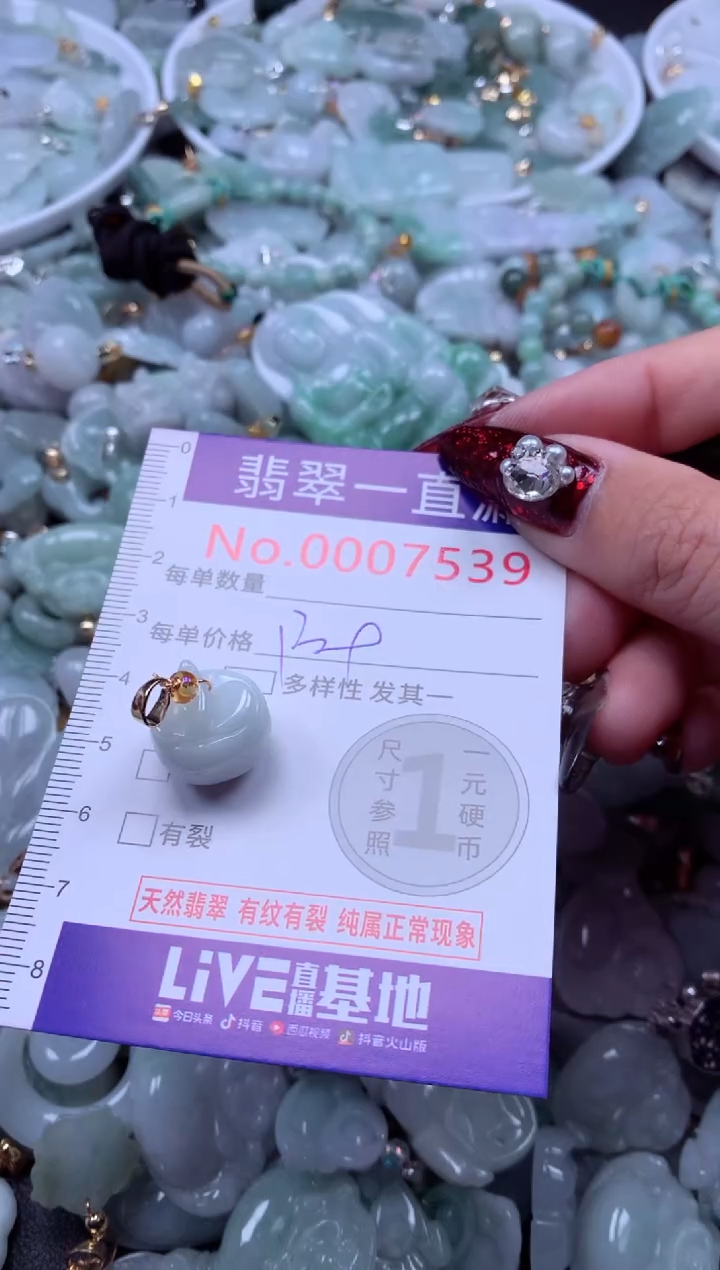 0
1
2
3
4
5
6
7
8
翡翠一直
No.0007539
每单数量
每单价格
多样性 发其一
有裂
尺寸参照
1
一元硬币
天然翡翠 有纹有裂 纯属正常现象
LiVE直播基地
今日头条 抖音 西瓜视频 抖音火山版